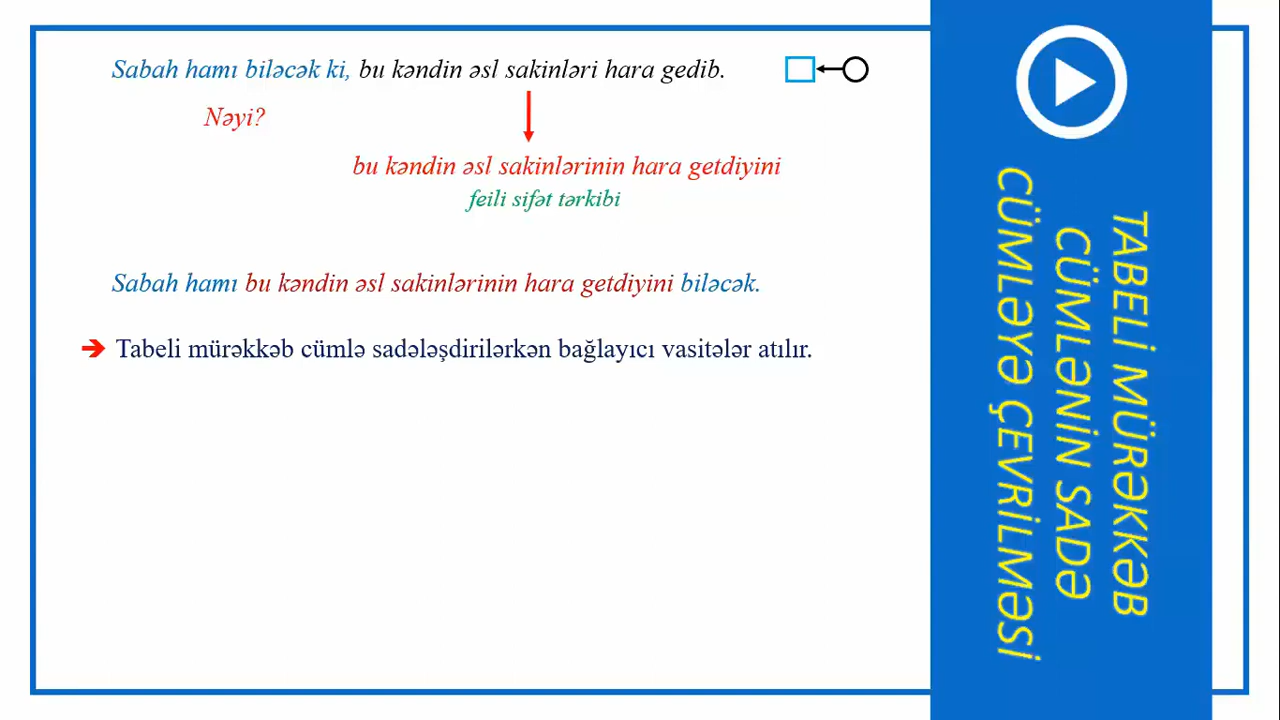 Sabah hamı biləcək ki, bu kəndin əsl sakinləri hara gedib.
Nəyi?
bu kəndin əsl sakinlərinin hara getdiyini
feili sifət tərkibi
Sabah hamı bu kəndin əsl sakinlərinin hara getdiyini biləcək.
Tabeli mürəkkəb cümlə sadələşdirilərkən bağlayıcı vasitələr atılır.
TABELİ MÜRƏKKƏB
CÜMLƏNİN SADƏ
CÜMLƏYƏ ÇEVRİLMƏSİ